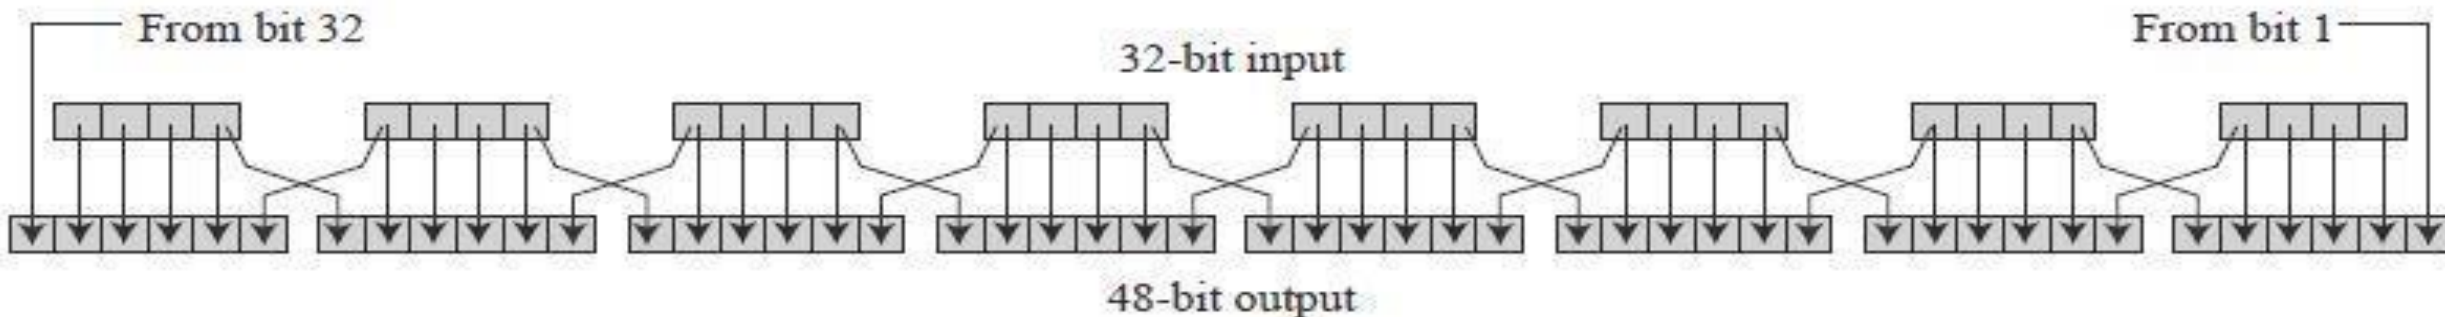 From bit 32
From bit 1
32-bit input
48-bit output